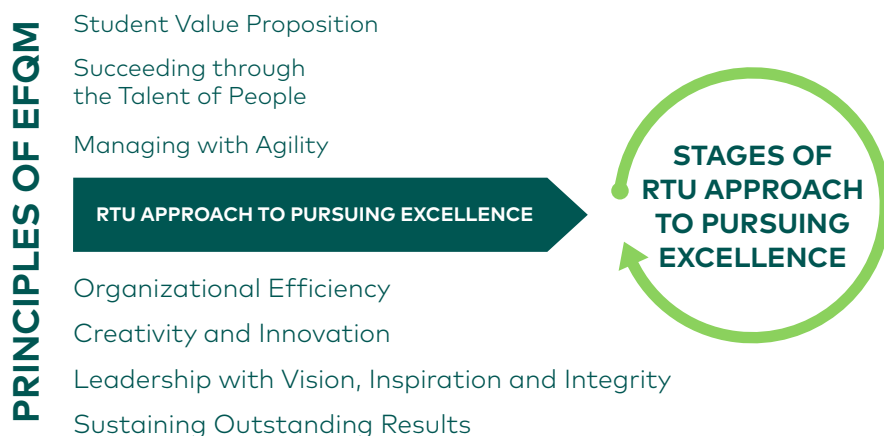 PRINCIPLES OF EFQM
Student Value Proposition
Succeeding through
the Talent of People
Managing with Agility
RTU APPROACH TO PURSUING EXCELLENCE
Organizational Efficiency
Creativity and Innovation
Leadership with Vision, Inspiration and Integrity
Sustaining Outstanding Results
STAGES OF
RTU APPROACH
TO PURSUING
EXCELLENCE